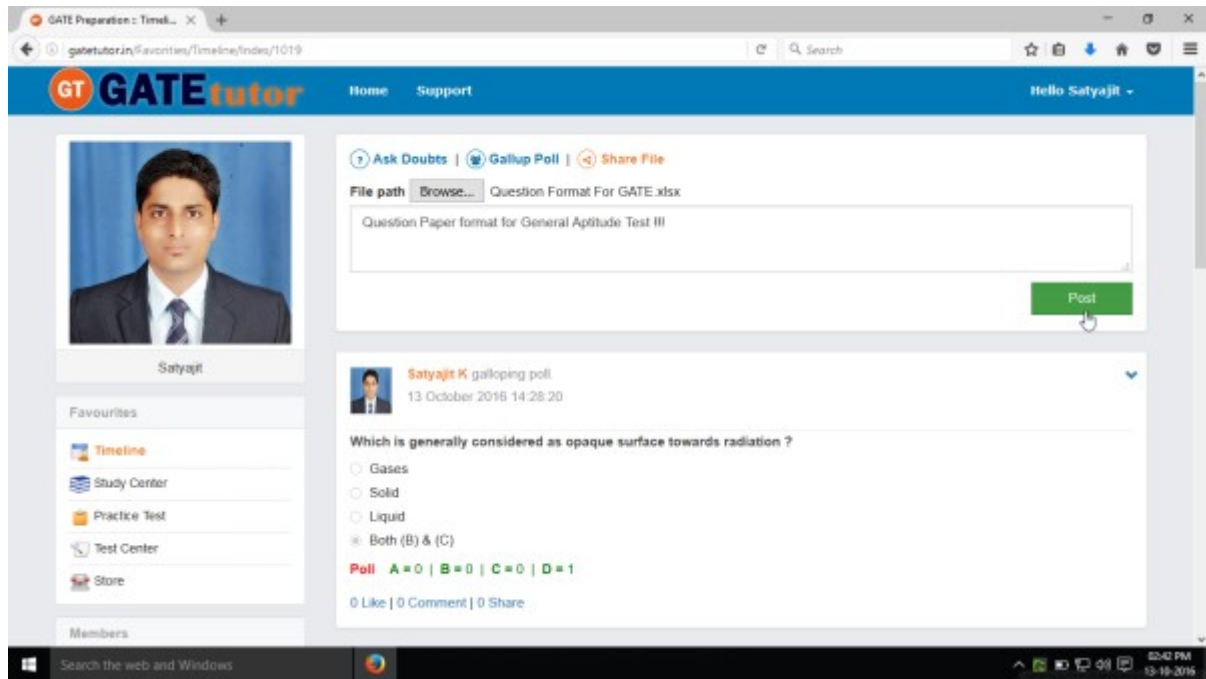 GATE Preparation :: Timeli...
gatetutor.in/Favorities/Timeline/Index/1019
Search
GT GATE tutor
Home Support
Hello Satyajit
Ask Doubts | Gallup Poll | Share File
File path Browse... Question Format For GATE.xlsx
Question Paper format for General Aptitude Test !!!
Post
Satyajit
Favourites
Timeline
Study Center
Practice Test
Test Center
Store
Members
Satyajit K galloping poll.
13 October 2016 14:28:20
Which is generally considered as opaque surface towards radiation ?
Gases
Solid
Liquid
Both (B) & (C)
Poll A = 0 | B = 0 | C = 0 | D = 1
0 Like | 0 Comment | 0 Share
Search the web and Windows
02:42 PM
13-10-2016